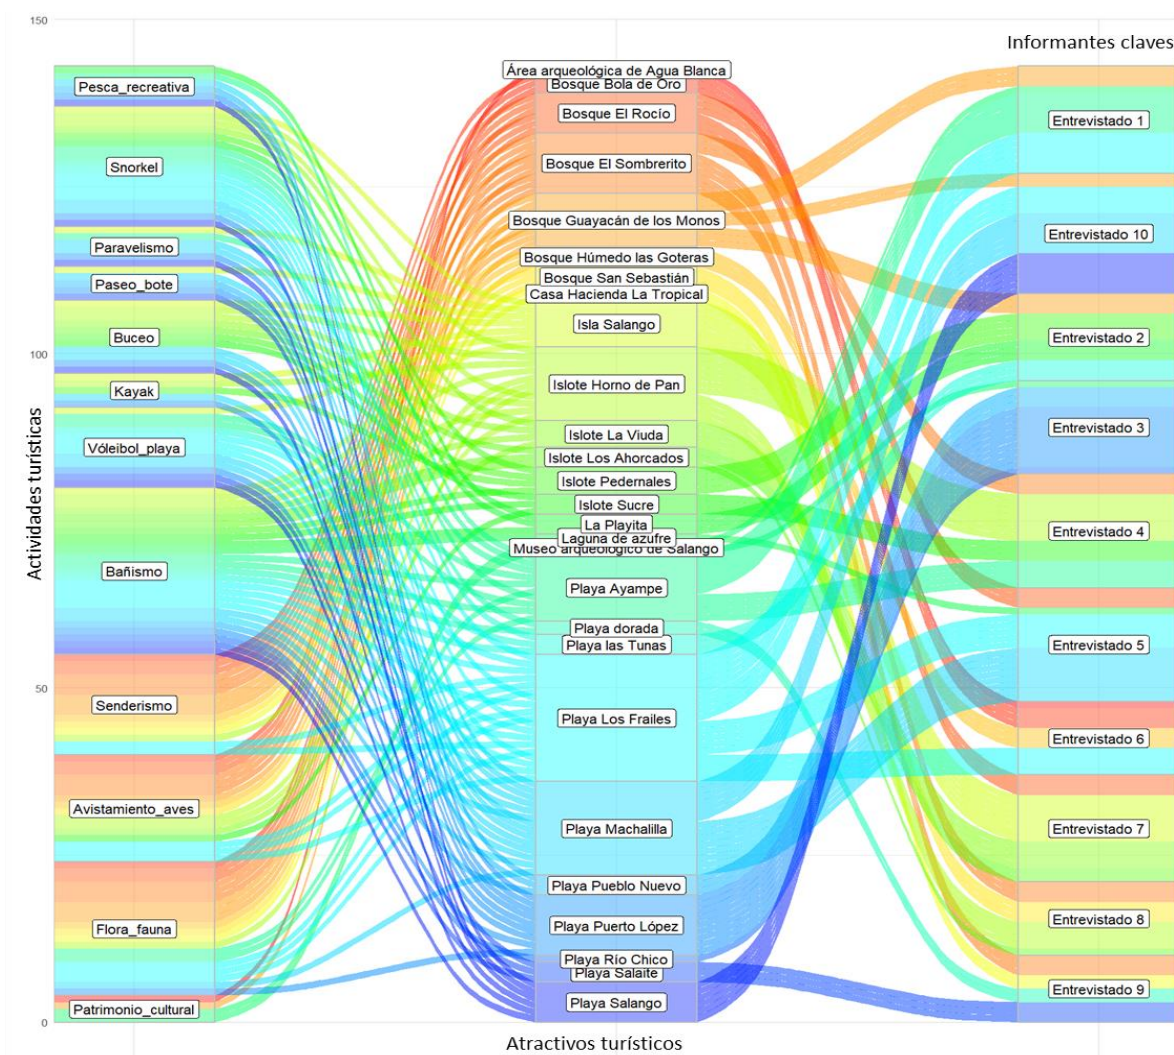 150
100
50
0
Actividades turísticas
Pesca_recreativa
Snorkel
Paravelismo
Paseo_bote
Buceo
Kayak
Vóleibol_playa
Bañismo
Senderismo
Avistamiento_aves
Flora_fauna
Patrimonio_cultural
Área arqueológica de Agua Blanca
Bosque Bola de Oro
Bosque El Rocío
Bosque El Sombrerito
Bosque Guayacán de los Monos
Bosque Húmedo las Goteras
Bosque San Sebastián
Casa Hacienda La Tropical
Isla Salango
Islote Horno de Pan
Islote La Viuda
Islote Los Ahorcados
Islote Pedernales
Islote Sucre
La Playita
Laguna de azufre
Museo arqueológico de Salango
Playa Ayampe
Playa dorada
Playa las Tunas
Playa Los Frailes
Playa Machalilla
Playa Pueblo Nuevo
Playa Puerto López
Playa Río Chico
Playa Salaite
Playa Salango
Atractivos turísticos
Informantes claves
Entrevistado 1
Entrevistado 10
Entrevistado 2
Entrevistado 3
Entrevistado 4
Entrevistado 5
Entrevistado 6
Entrevistado 7
Entrevistado 8
Entrevistado 9